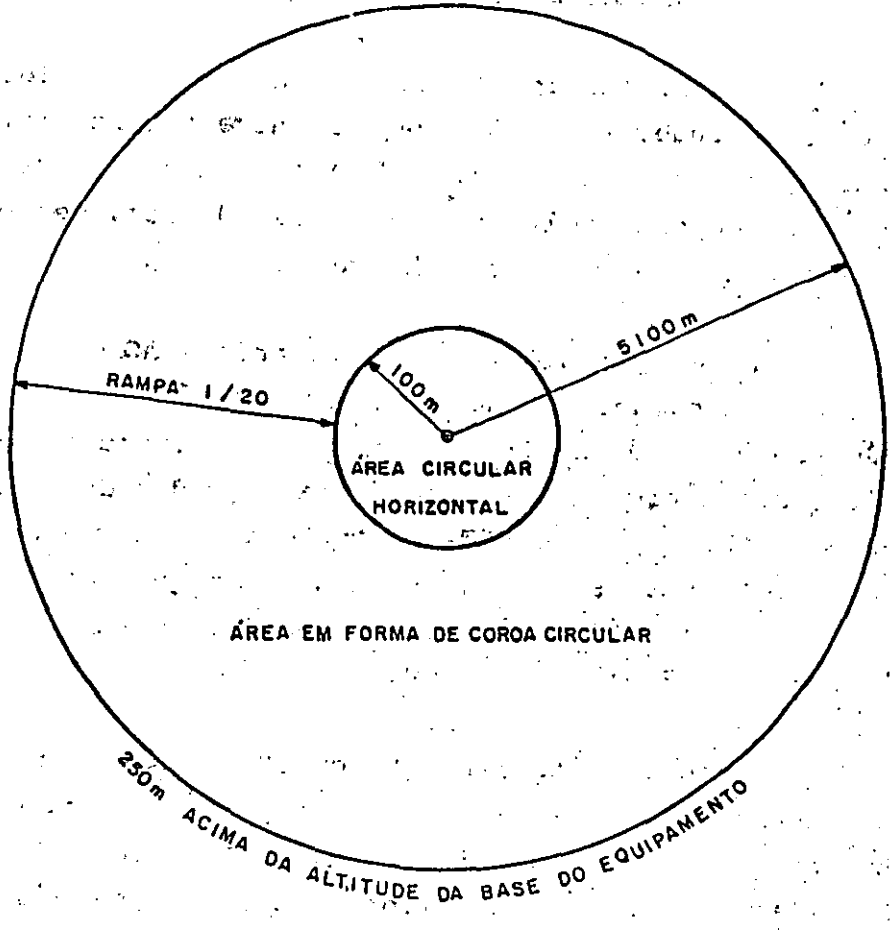 5100m
100m
RAMPA 1/20
ÁREA CIRCULAR
HORIZONTAL
ÁREA EM FORMA DE COROA CIRCULAR
250m ACIMA DA ALTITUDE DA BASE DO EQUIPAMENTO